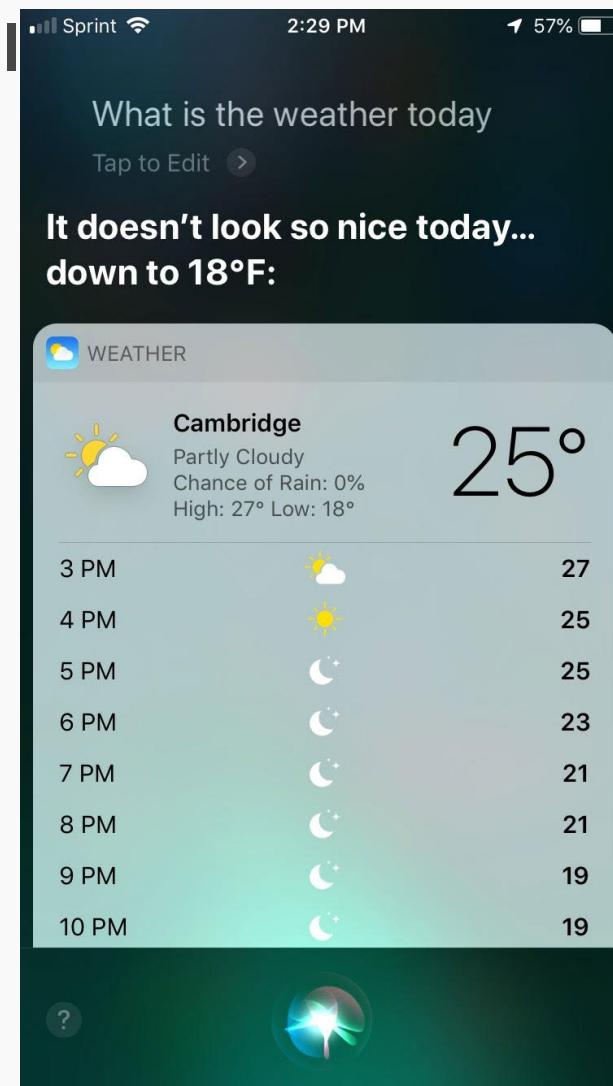 Sprint 2:29 PM 57%
What is the weather today
Tap to Edit >
It doesn’t look so nice today…
down to 18°F:
WEATHER
Cambridge
Partly Cloudy
Chance of Rain: 0%
High: 27° Low: 18°
25°
3 PM 27
4 PM 25
5 PM 25
6 PM 23
7 PM 21
8 PM 21
9 PM 19
10 PM 19
?